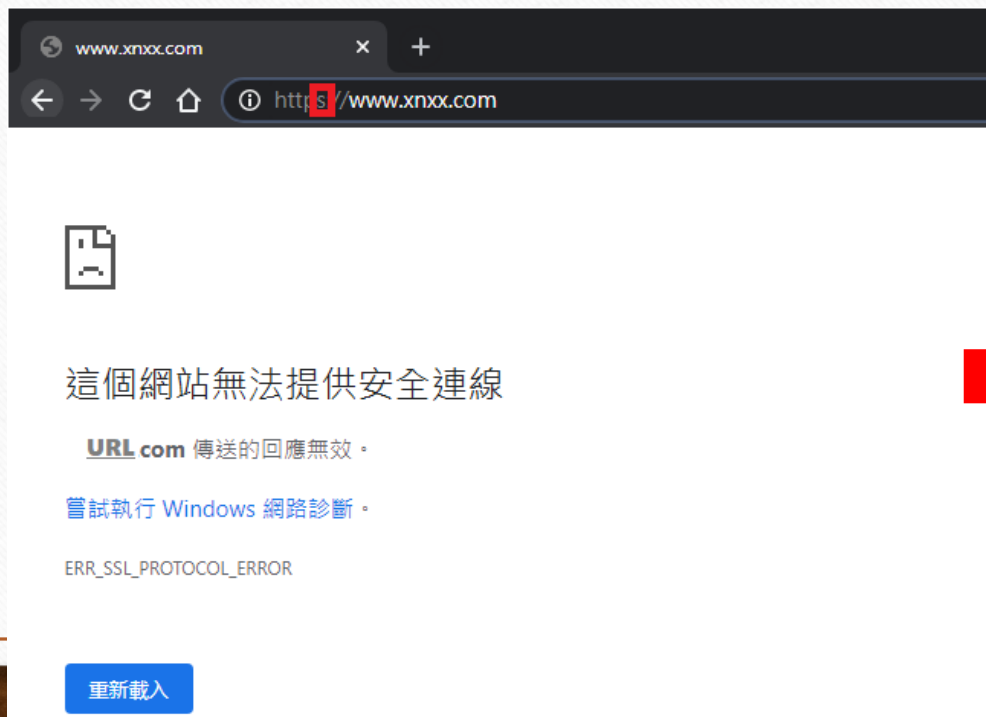 www.xnxx.com
https://www.xnxx.com
這個網站無法提供安全連線
URL com 傳送的回應無效。
嘗試執行 Windows 網路診斷。
ERR_SSL_PROTOCOL_ERROR
重新載入